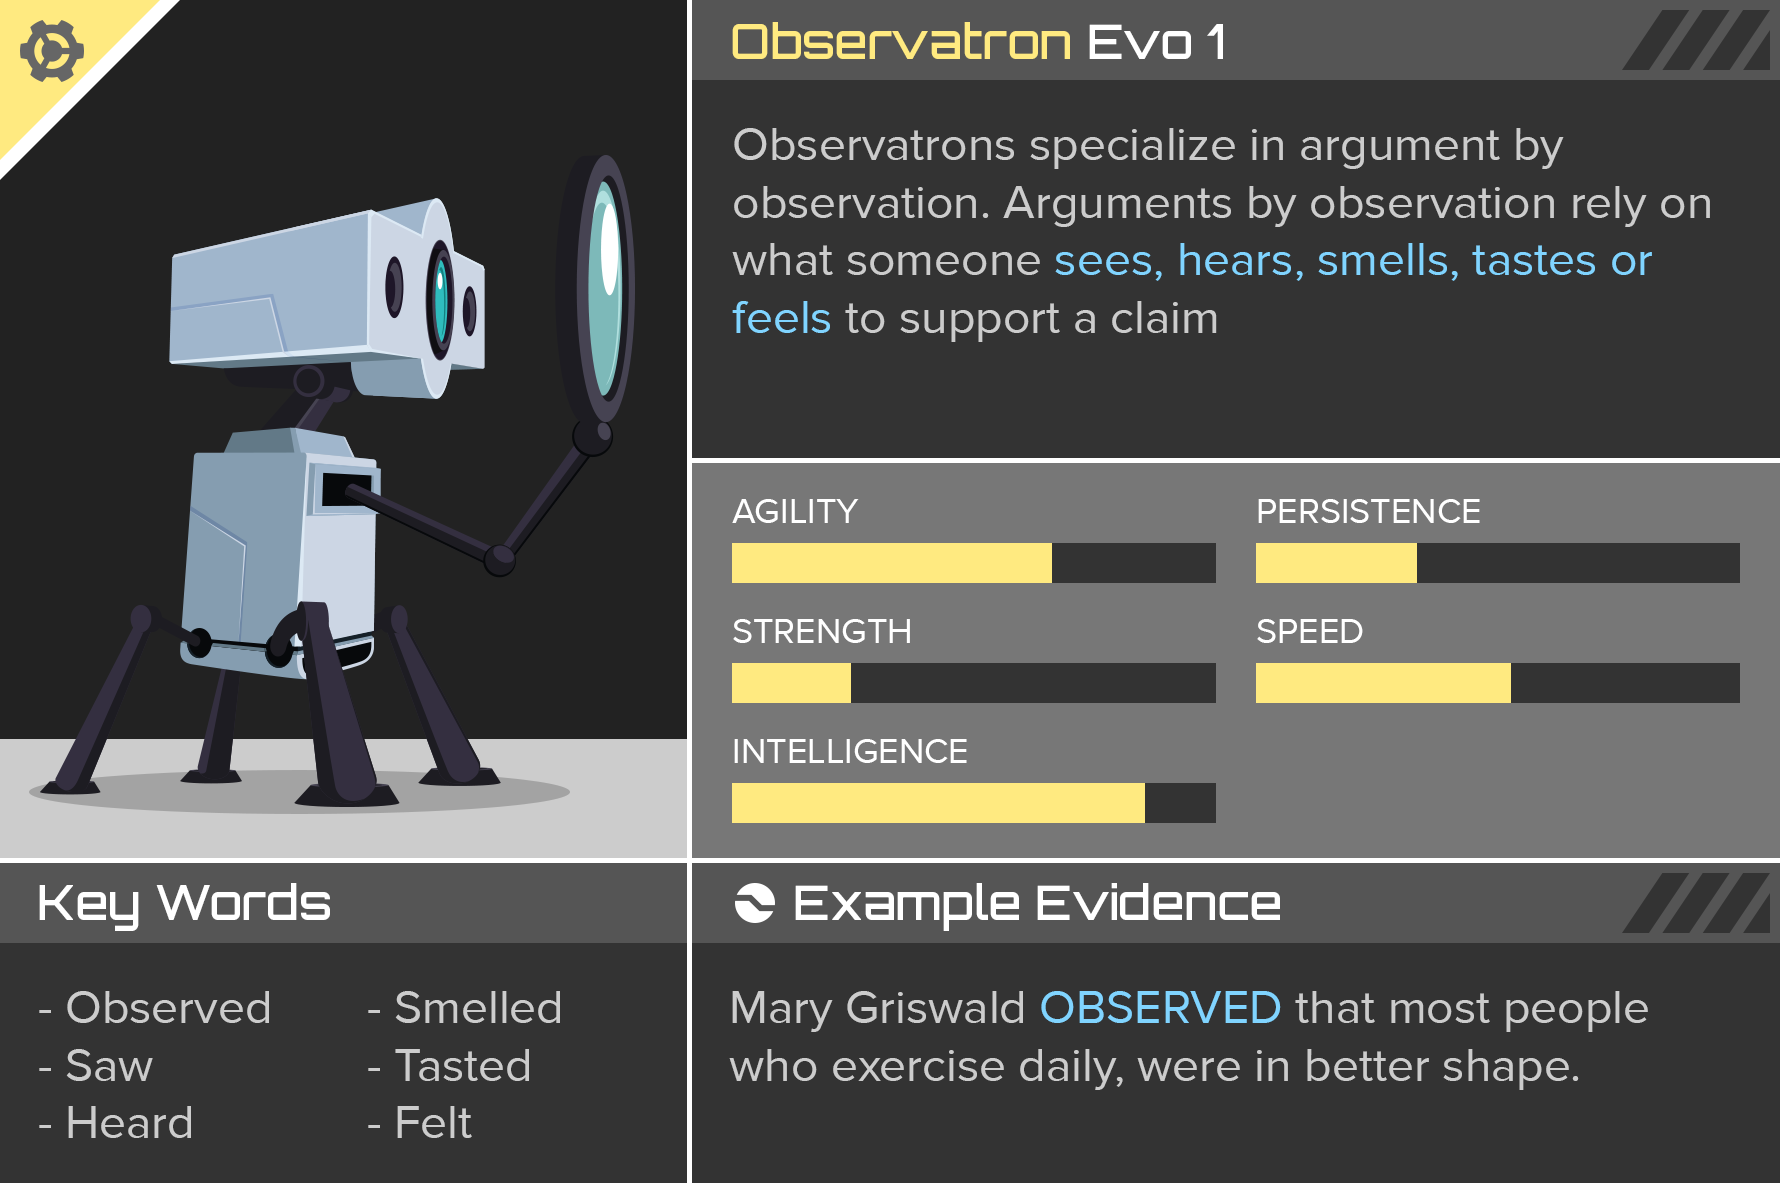 Observatron Evo 1
Observatrons specialize in argument by
observation. Arguments by observation rely on
what someone sees, hears, smells, tastes or
feels to support a claim
AGILITY
PERSISTENCE
STRENGTH
SPEED
INTELLIGENCE
Key Words
- Observed
- Saw
- Heard
- Smelled
- Tasted
- Felt
Example Evidence
Mary Griswald OBSERVED that most people
who exercise daily, were in better shape.